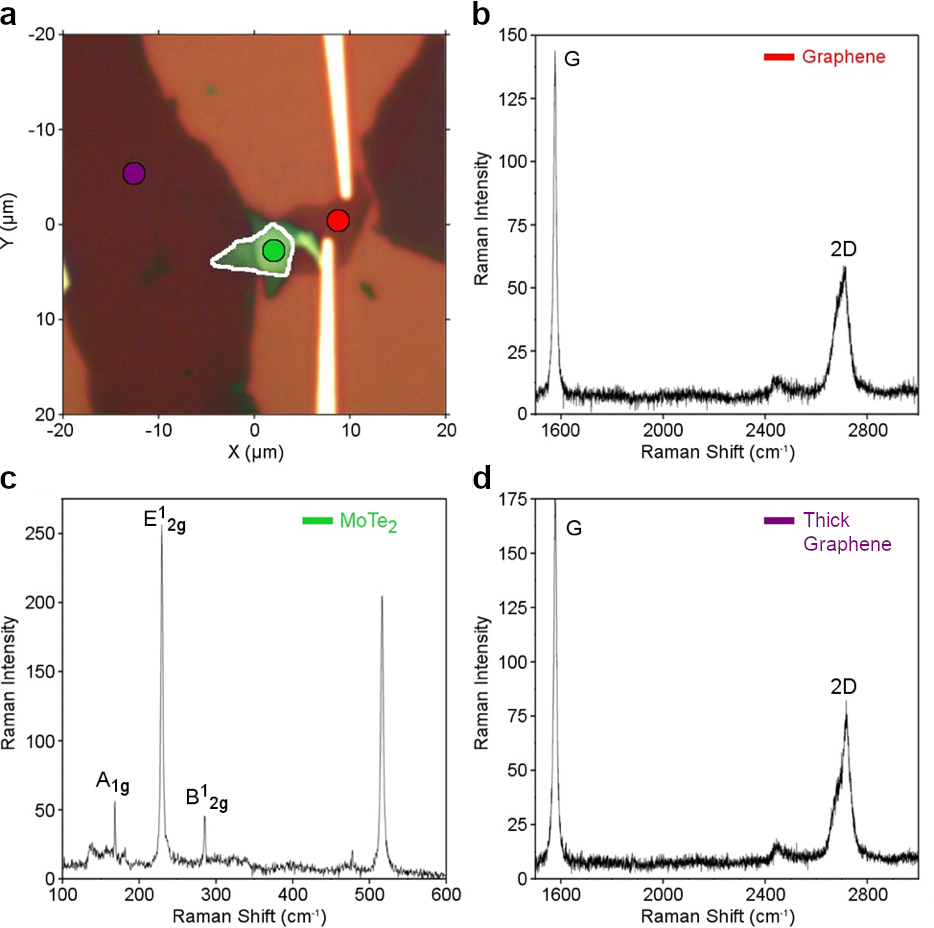 a
-20
-10
0
10
20
Y (µm)
-20 -10 0 10 20
X (µm)
b
150
125
100
75
50
25
0
Raman Intensity
G
Graphene
2D
1600 2000 2400 2800
Raman Shift (cm-1)
c
250
200
150
100
50
0
Raman Intensity
E12g
MoTe2
A1g
B12g
100 200 300 400 500 600
Raman Shift (cm-1)
d
175
150
125
100
75
50
25
0
Raman Intensity
G
Thick
Graphene
2D
1600 2000 2400 2800
Raman Shift (cm-1)